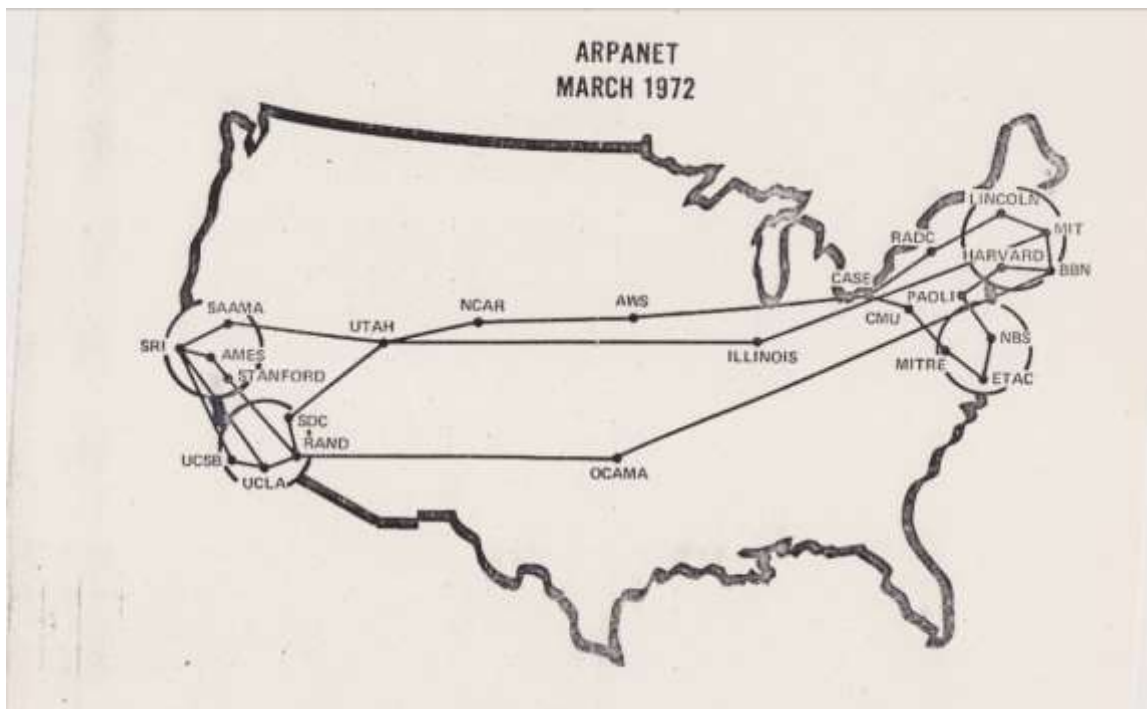 ARPANET
MARCH 1972
LINCOLN
MIT
RADC
HARVARD
BBN
CASE
PAOLI
SAAMA
NCAR
AWS
CMU
UTAH
NBS
SRI
AMES
ILLINOIS
MITRE
STANFORD
ETAC
SDC
RAND
UCSB
OCAMA
UCLA